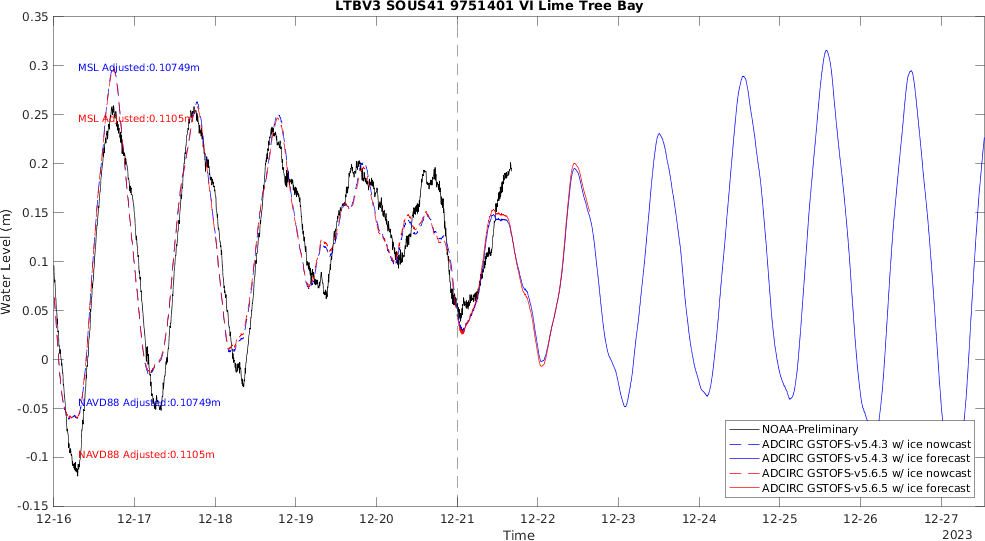 LTBV3 SOUS41 9751401 VI Lime Tree Bay
0.35
0.3
0.25
0.2
0.15
0.1
0.05
0
-0.05
-0.1
-0.15
Water Level (m)
MSL Adjusted:0.10749m
MSL Adjusted:0.1105m
NAVD88 Adjusted:0.10749m
NAVD88 Adjusted:0.1105m
NOAA-Preliminary
ADCIRC GSTOFS-v5.4.3 w/ ice nowcast
ADCIRC GSTOFS-v5.4.3 w/ ice forecast
ADCIRC GSTOFS-v5.6.5 w/ ice nowcast
ADCIRC GSTOFS-v5.6.5 w/ ice forecast
12-16 12-17 12-18 12-19 12-20 12-21 12-22 12-23 12-24 12-25 12-26 12-27
Time
2023